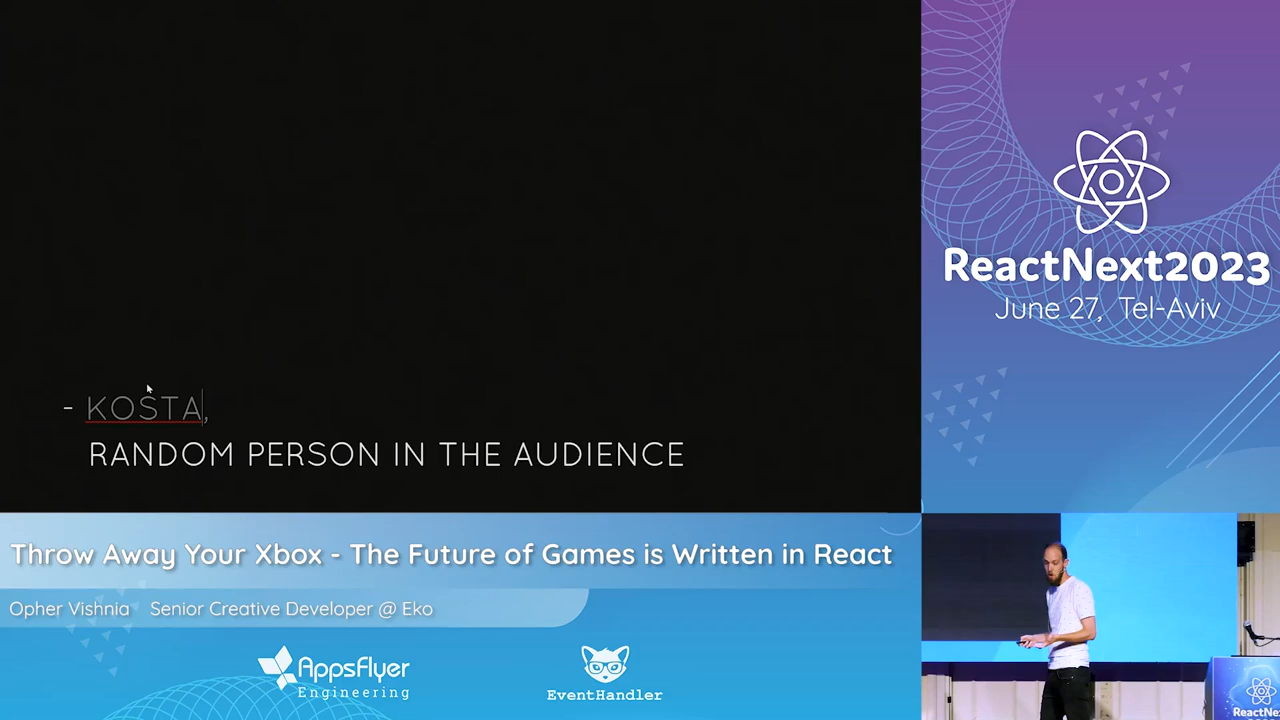 - KOSTA,
RANDOM PERSON IN THE AUDIENCE
ReactNext2023
June 27, Tel-Aviv
Throw Away Your Xbox - The Future of Games is Written in React
Opher Vishnia Senior Creative Developer @ Eko
AppsFlyer
Engineering
EventHandler